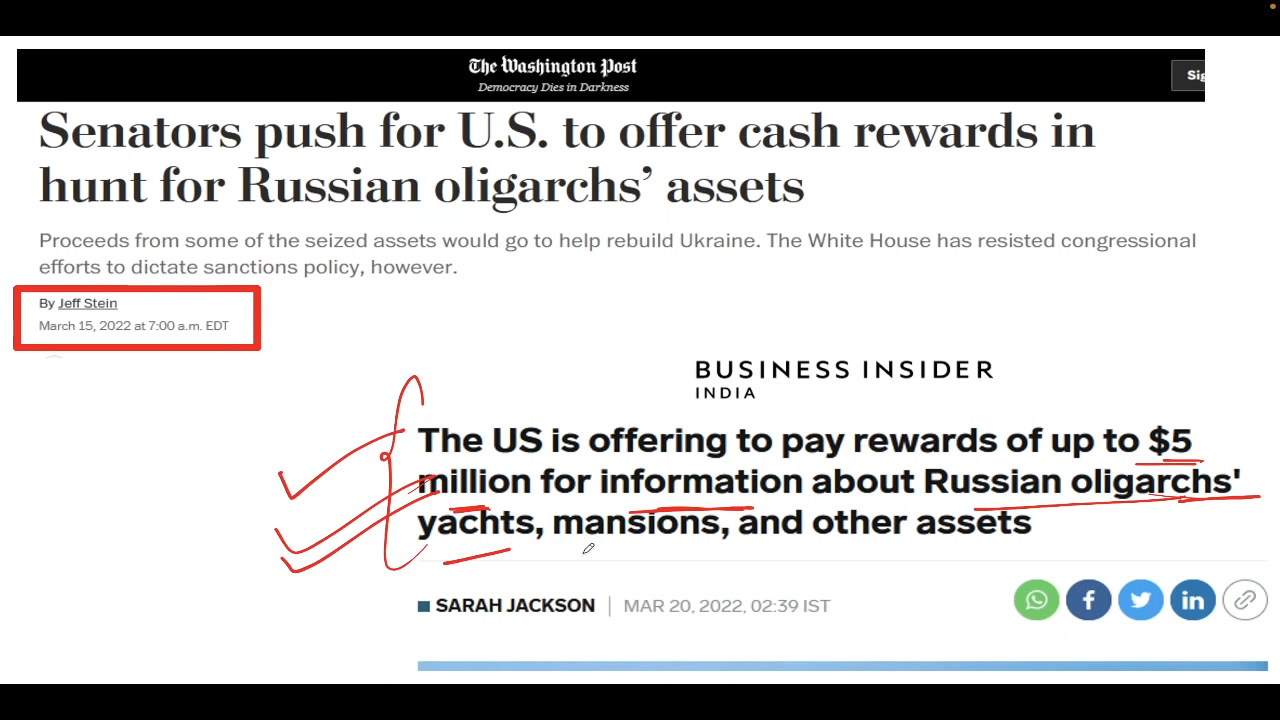 The Washington Post
Democracy Dies in Darkness
Sig
Senators push for U.S. to offer cash rewards in
hunt for Russian oligarchs’ assets
Proceeds from some of the seized assets would go to help rebuild Ukraine. The White House has resisted congressional
efforts to dictate sanctions policy, however.
By Jeff Stein
March 15, 2022 at 7:00 a.m. EDT
BUSINESS INSIDER
INDIA
The US is offering to pay rewards of up to $5
million for information about Russian oligarchs'
yachts, mansions, and other assets
SARAH JACKSON | MAR 20, 2022, 02:39 IST